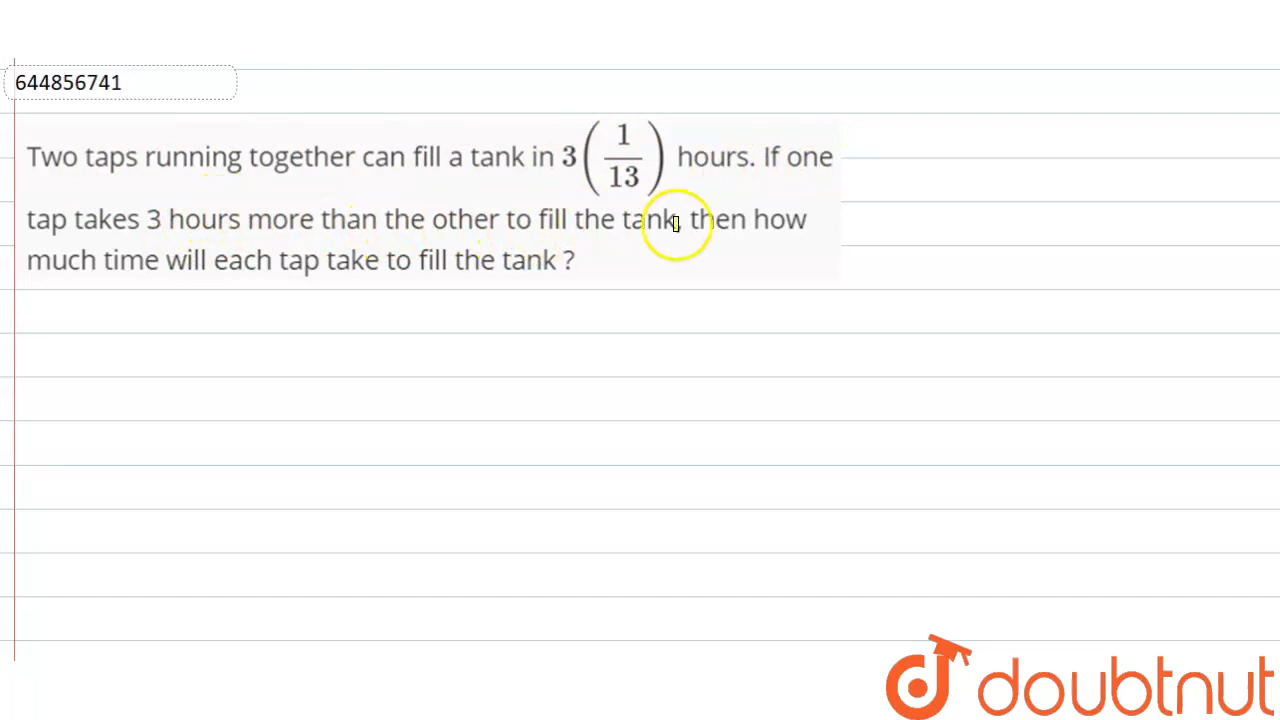 644856741
Two taps running together can fill a tank in 3(1/13) hours. If one
tap takes 3 hours more than the other to fill the tank, then how
much time will each tap take to fill the tank ?
doubtnut